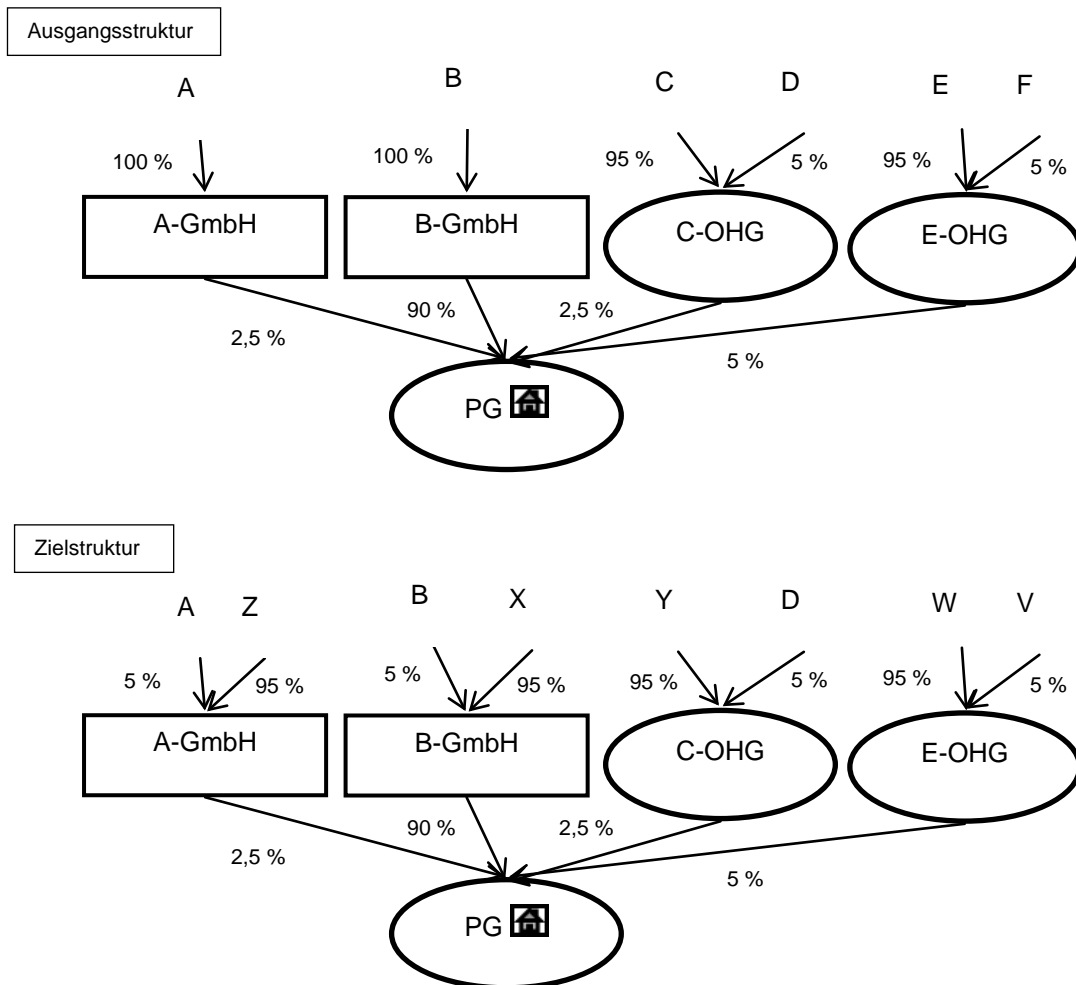 Ausgangsstruktur
A B C D E F
100 % 100 % 95 % 5 % 95 % 5 %
A-GmbH B-GmbH C-OHG E-OHG
2,5 % 90 % 2,5 % 5 %
PG
Zielstruktur
A Z B X Y D W V
5 % 95 % 5 % 95 % 95 % 5 % 95 % 5 %
A-GmbH B-GmbH C-OHG E-OHG
2,5 % 90 % 2,5 % 5 %
PG